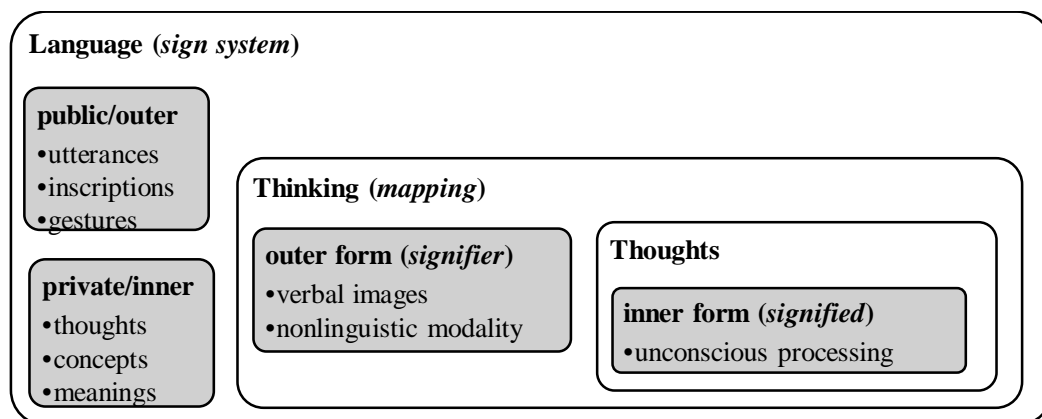 Language (sign system)
public/outer
•utterances
•inscriptions
•gestures
private/inner
•thoughts
•concepts
•meanings
Thinking (mapping)
outer form (signifier)
•verbal images
•nonlinguistic modality
Thoughts
inner form (signified)
•unconscious processing